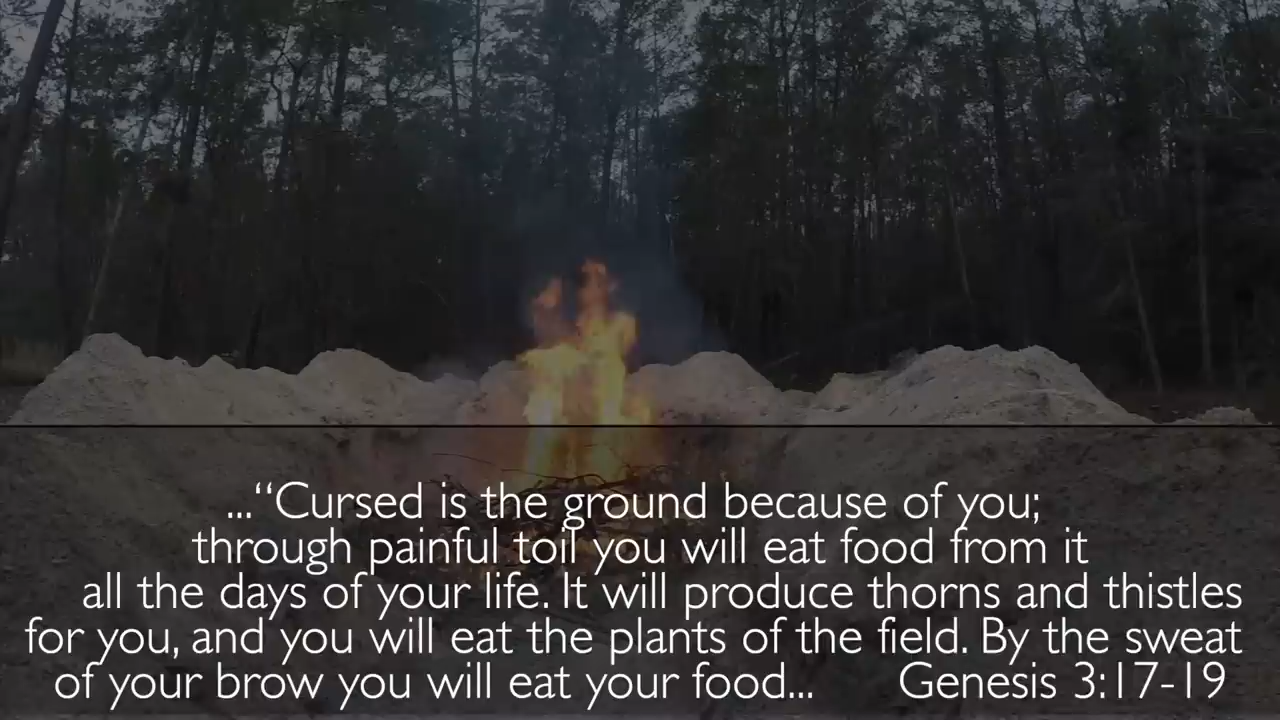 ...“Cursed is the ground because of you;
through painful toil you will eat food from it
all the days of your life. It will produce thorns and thistles
for you, and you will eat the plants of the field. By the sweat
of your brow you will eat your food... Genesis 3:17-19